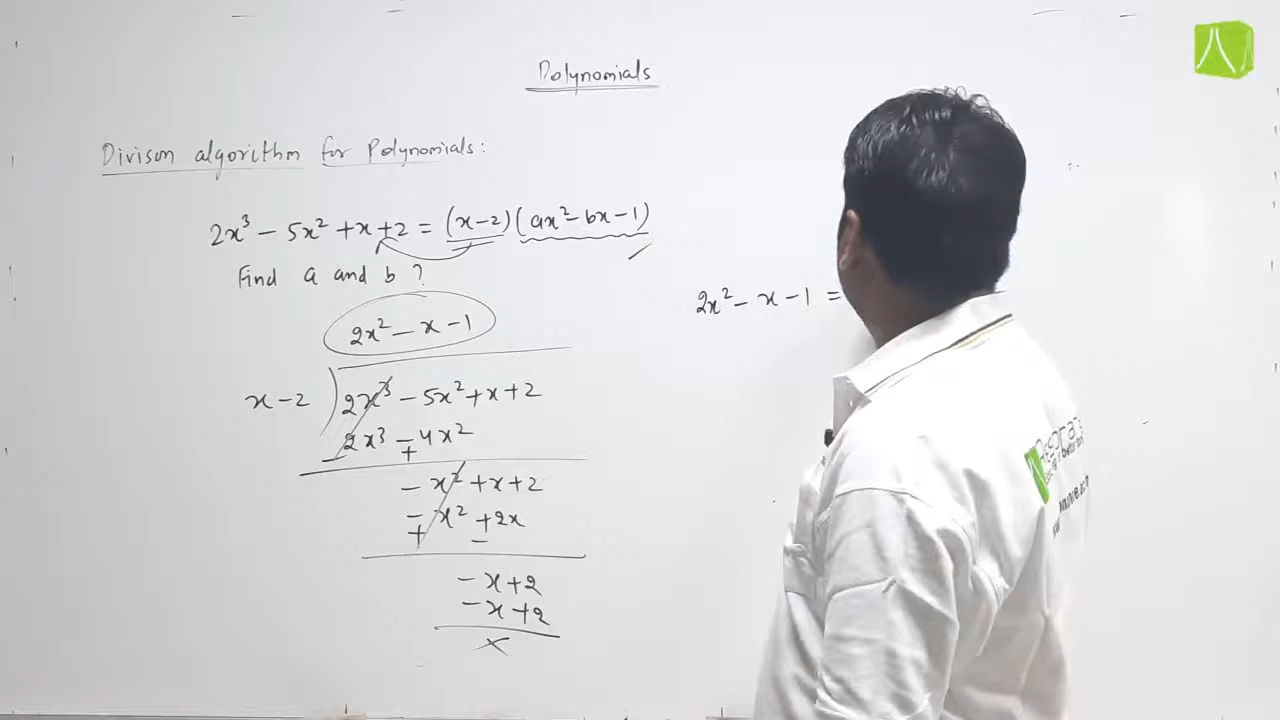 Polynomials
Divison algorithm for Polynomials:
2x³ - 5x² + x + 2 = (x-2)(ax² - bx - 1)
Find a and b ?
2x² - x - 1 =
2x² - x - 1
x - 2 ) 2x³ - 5x² + x + 2
2x³ - 4x²
- +
- x² + x + 2
- x² + 2x
+ -
- x + 2
- x + 2
x